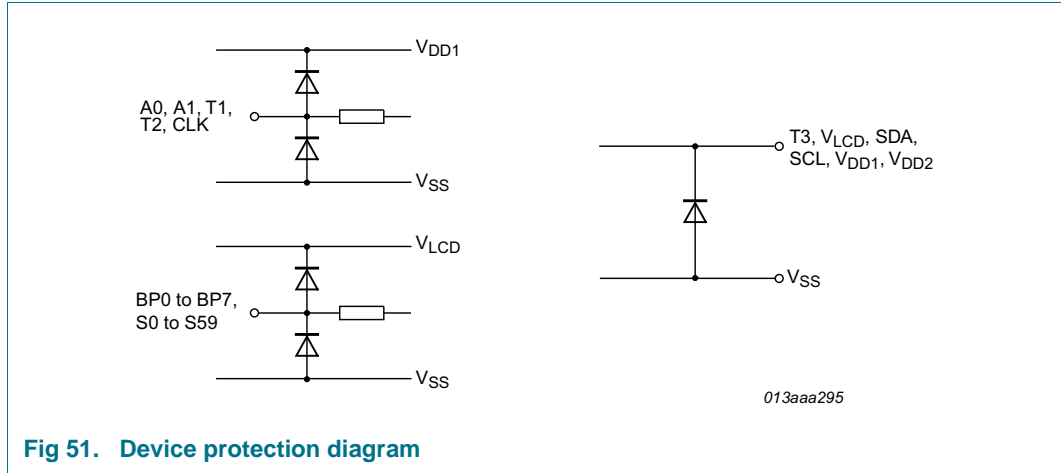 VDD1
A0, A1, T1,
T2, CLK
VSS
VLCD
BP0 to BP7,
S0 to S59
VSS
T3, VLCD, SDA,
SCL, VDD1, VDD2
VSS
013aaa295
Fig 51. Device protection diagram